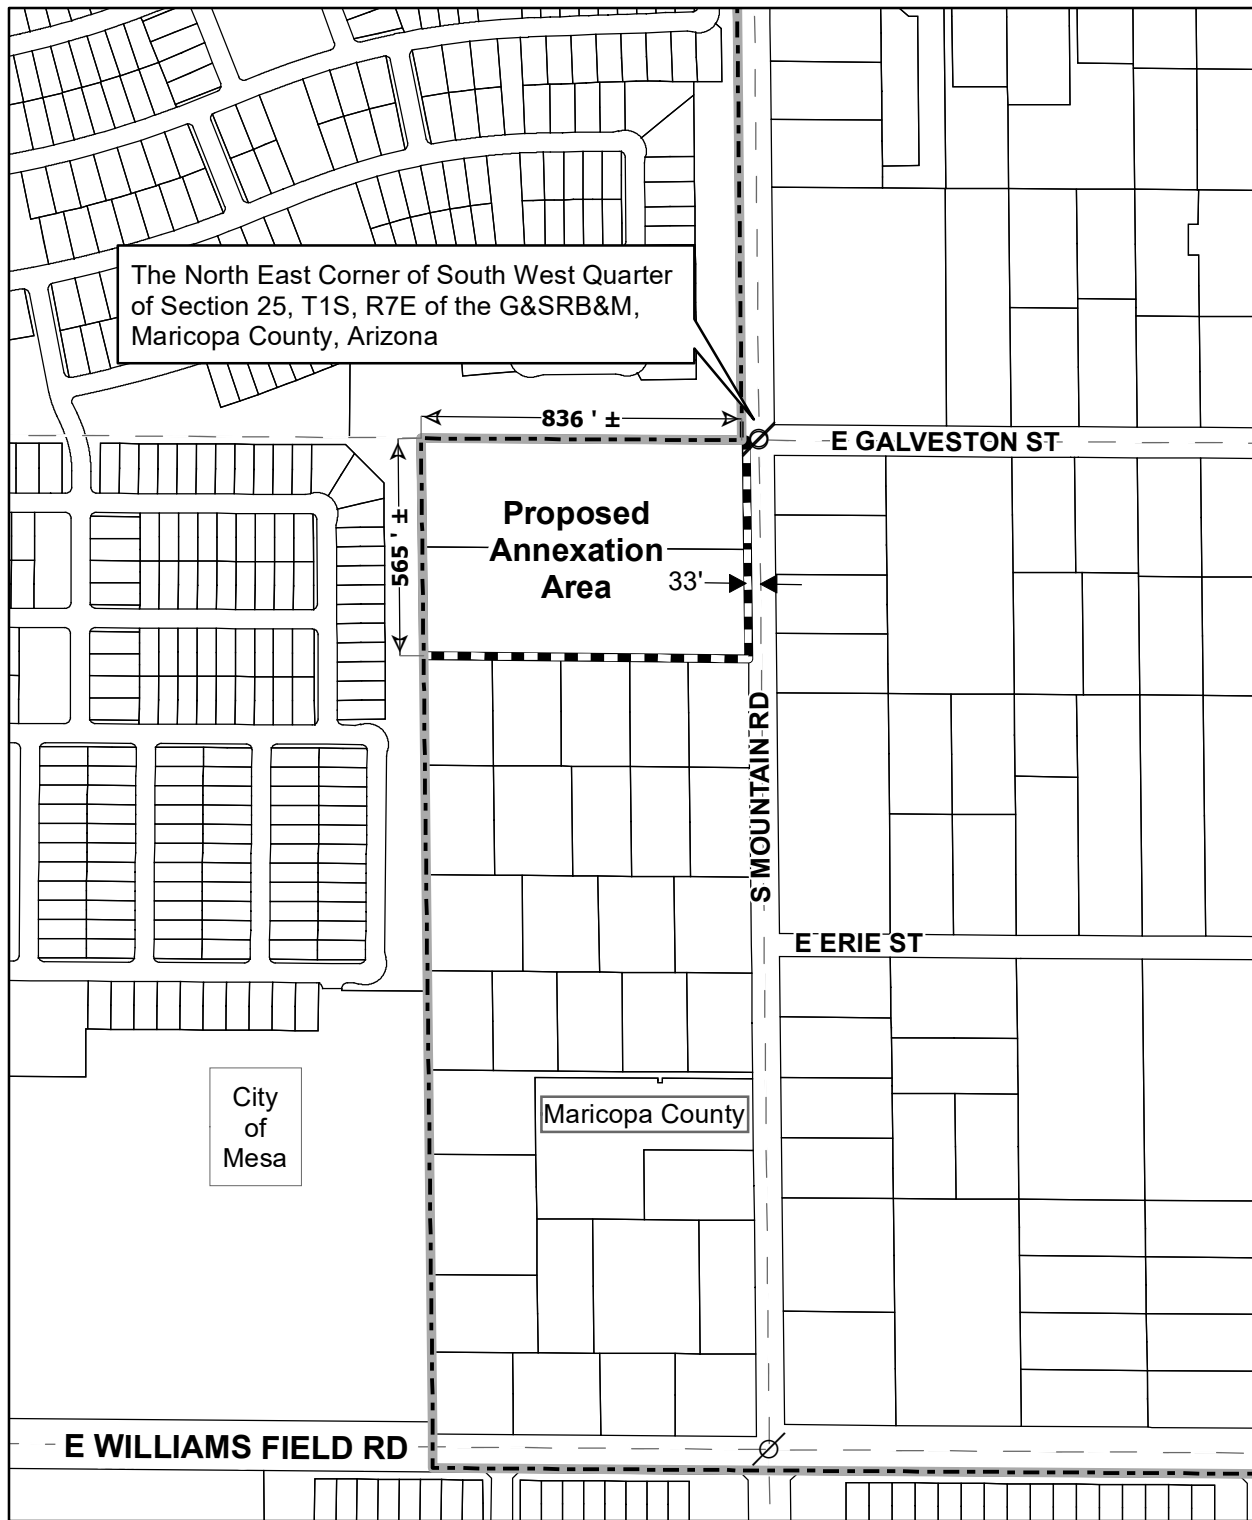 The North East Corner of South West Quarter
of Section 25, T1S, R7E of the G&SRB&M,
Maricopa County, Arizona
836 ' ±
E GALVESTON ST
565 ' ±
Proposed
Annexation
Area
33'
S MOUNTAIN RD
E ERIE ST
City
of
Mesa
Maricopa County
E WILLIAMS FIELD RD